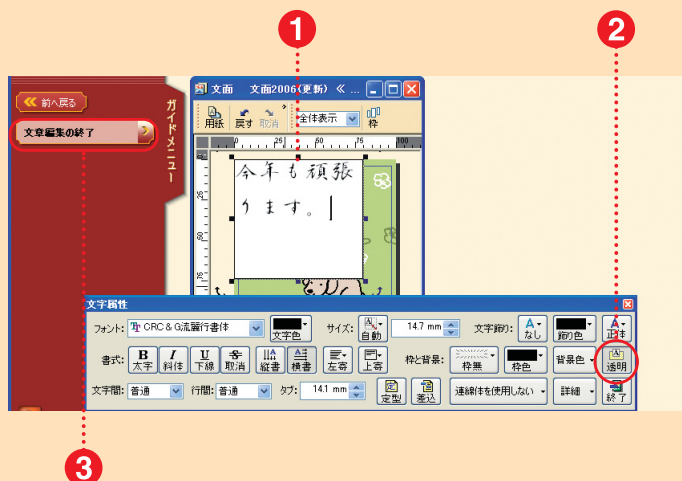 1
2
前へ戻る
文章編集の終了
ガイドメニュー
文面 文面2006(更新) 《 ...
用紙 戻す 取消 » 全体表示 枠
今年も頑張
ります。
文字属性
フォント: CRC& G流麗行書体 文字色 サイズ: 自動 14.7 mm 文字飾り: なし 飾り色 正体
書式: B 太字 I 斜体 U 下線 S 取消 縦書 横書 左寄 上寄 枠と背景: 枠無 枠色 背景色 透明
文字間: 普通 行間: 普通 タブ: 14.1 mm 定型 差込 連綿体を使用しない 詳細 終了
3